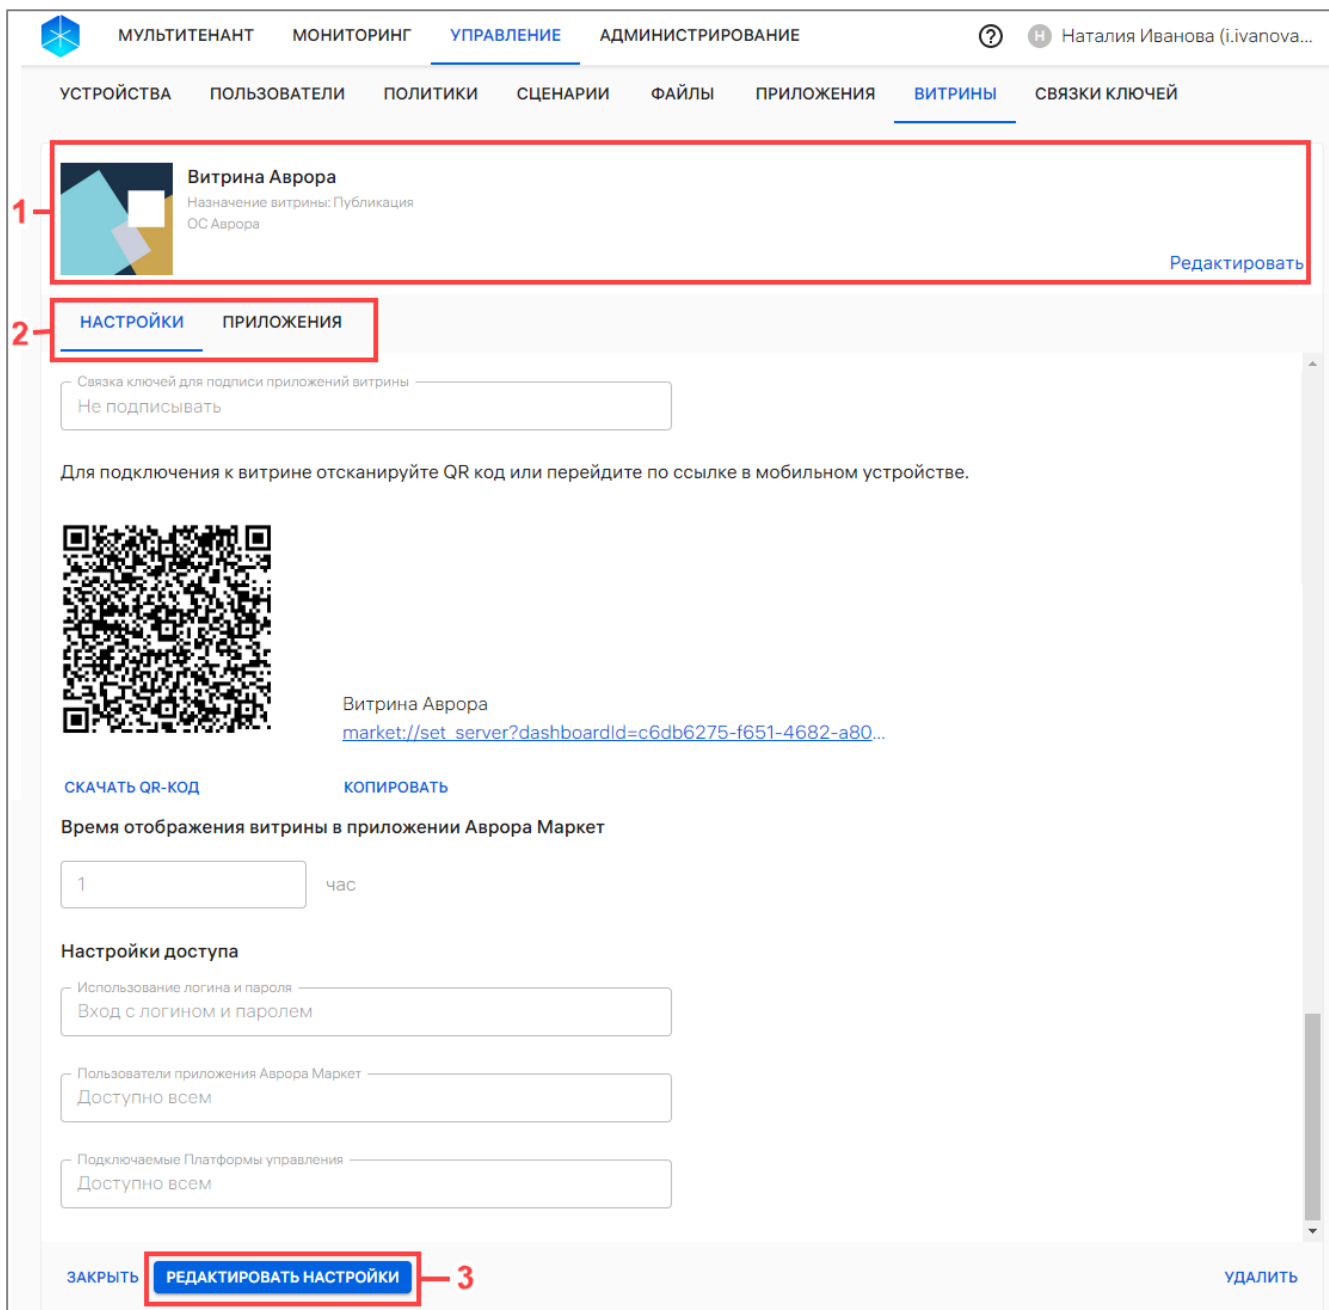 МУЛЬТИТЕНАНТ МОНИТОРИНГ УПРАВЛЕНИЕ АДМИНИСТРИРОВАНИЕ ? Н Наталия Иванова (i.ivanova...
УСТРОЙСТВА ПОЛЬЗОВАТЕЛИ ПОЛИТИКИ СЦЕНАРИИ ФАЙЛЫ ПРИЛОЖЕНИЯ ВИТРИНЫ СВЯЗКИ КЛЮЧЕЙ
Витрина Аврора
Назначение витрины: Публикация
1
ОС Аврора
Редактировать
2
НАСТРОЙКИ ПРИЛОЖЕНИЯ
Связка ключей для подписи приложений витрины
Не подписывать
Для подключения к витрине отсканируйте QR код или перейдите по ссылке в мобильном устройстве.
Витрина Аврора
market://set_server?dashboardId=c6db6275-f651-4682-a80...
СКАЧАТЬ QR-КОД КОПИРОВАТЬ
Время отображения витрины в приложении Аврора Маркет
1 час
Настройки доступа
Использование логина и пароля
Вход с логином и паролем
Пользователи приложения Аврора Маркет
Доступно всем
Подключаемые Платформы управления
Доступно всем
ЗАКРЫТЬ РЕДАКТИРОВАТЬ НАСТРОЙКИ 3 УДАЛИТЬ